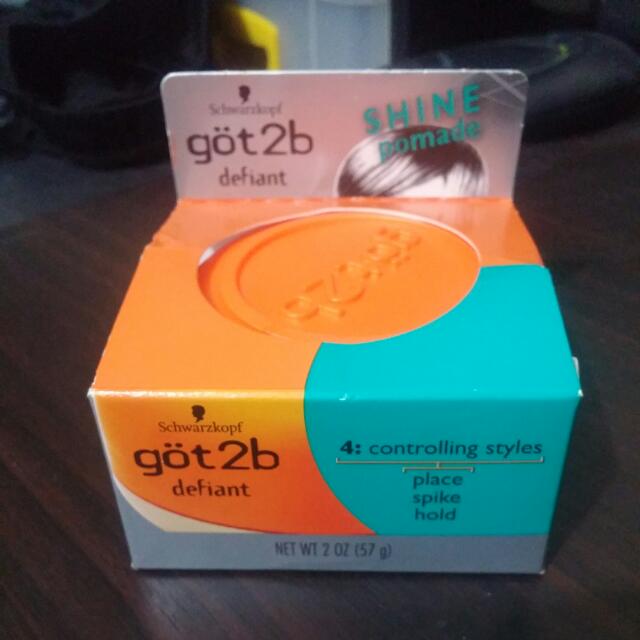 Schwarzkopf
göt2b
defiant
SHINE
pomade
göt2b
Schwarzkopf
göt2b
defiant
4: controlling styles
place
spike
hold
NET WT 2 OZ (57 g)